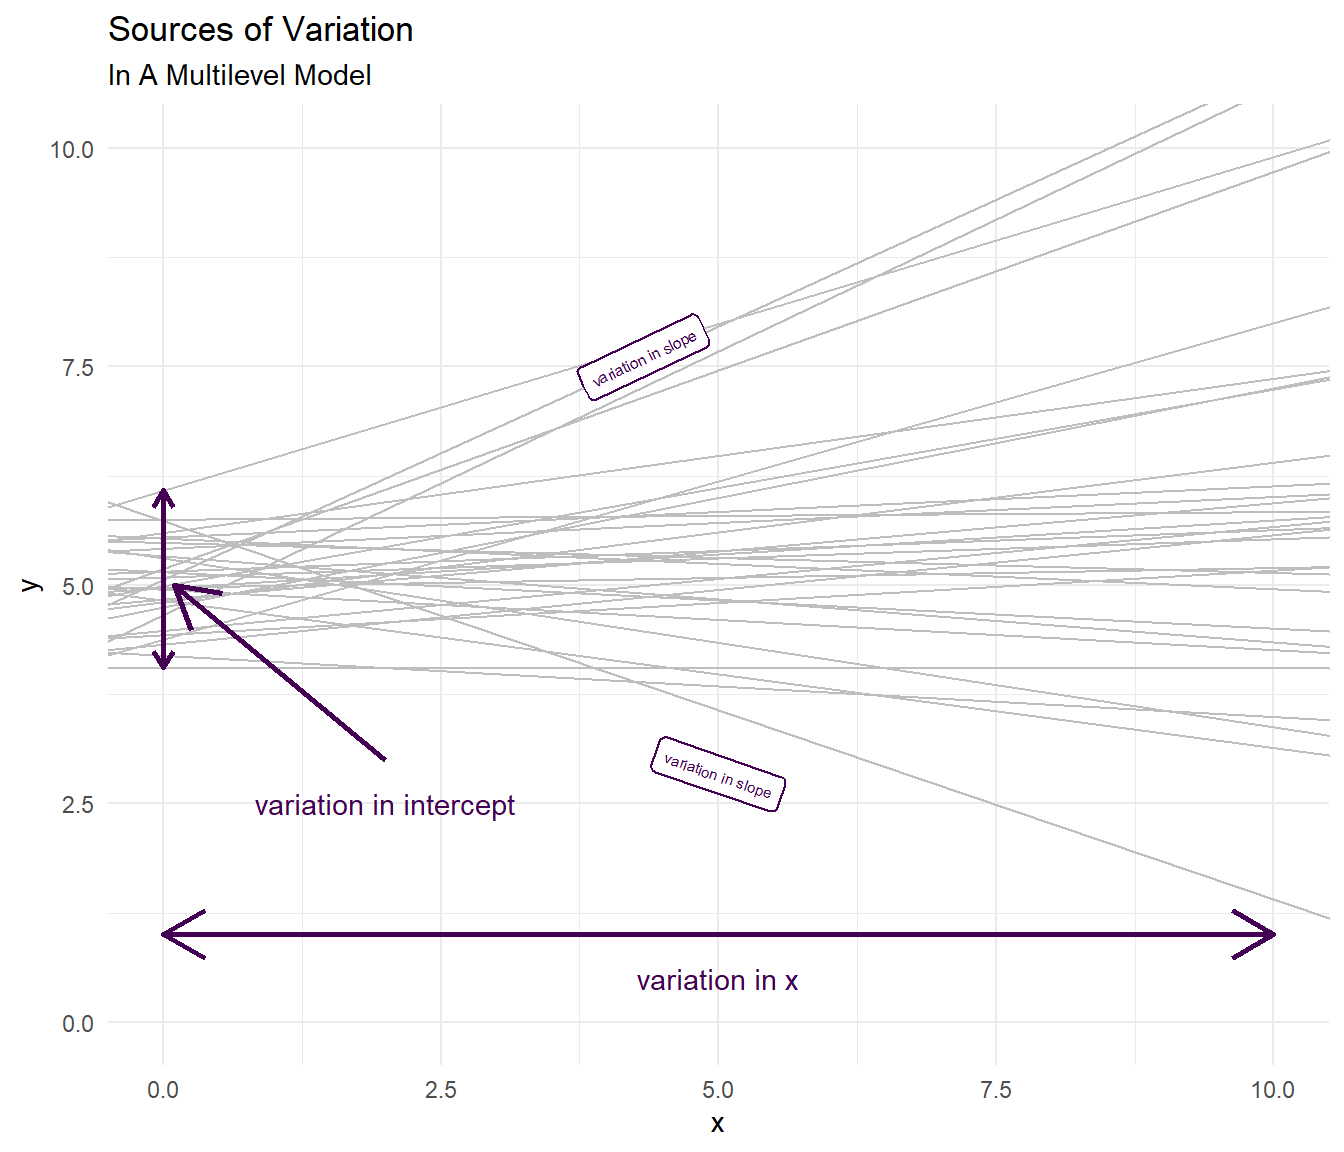 Sources of Variation
In A Multilevel Model
10.0
7.5
5.0
2.5
0.0
y
variation in slope
variation in slope
variation in intercept
variation in x
0.0
2.5
5.0
7.5
10.0
x